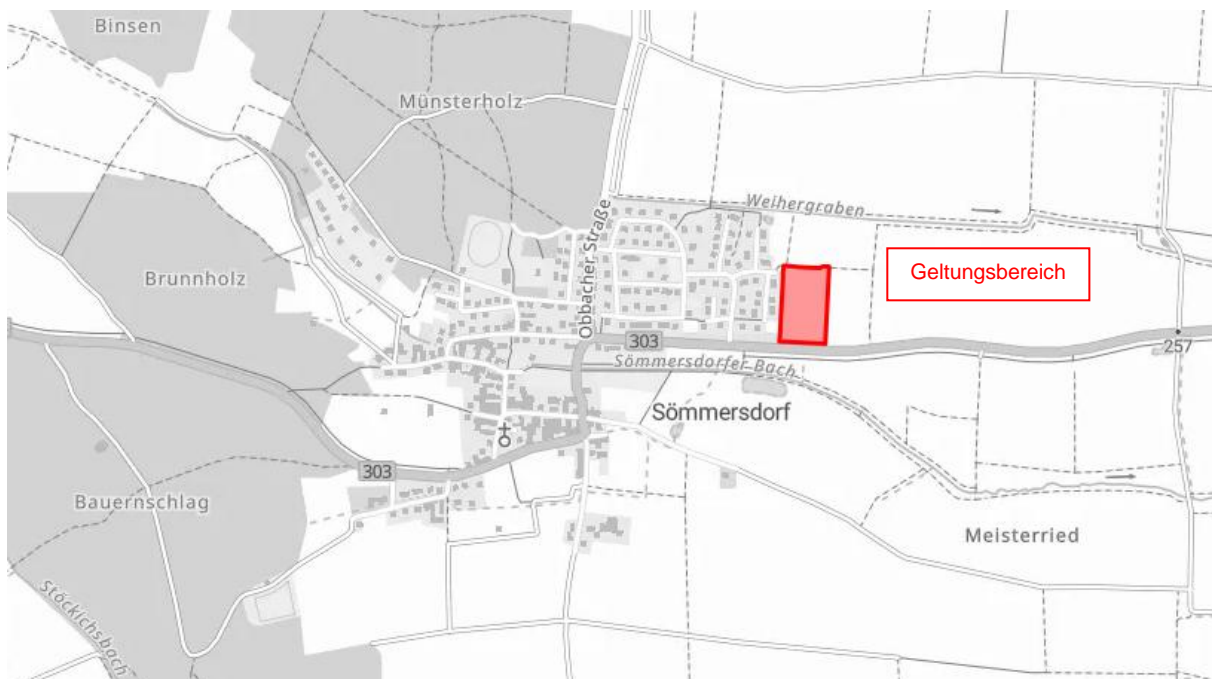 Binsen
Münsterholz
Weihergraben
Obbacher Straße
Brunnholz
Geltungsbereich
303
257
Sömmersdorfer Bach
Sömmersdorf
303
Bauernschlag
Meisterried
Stöckichsbach